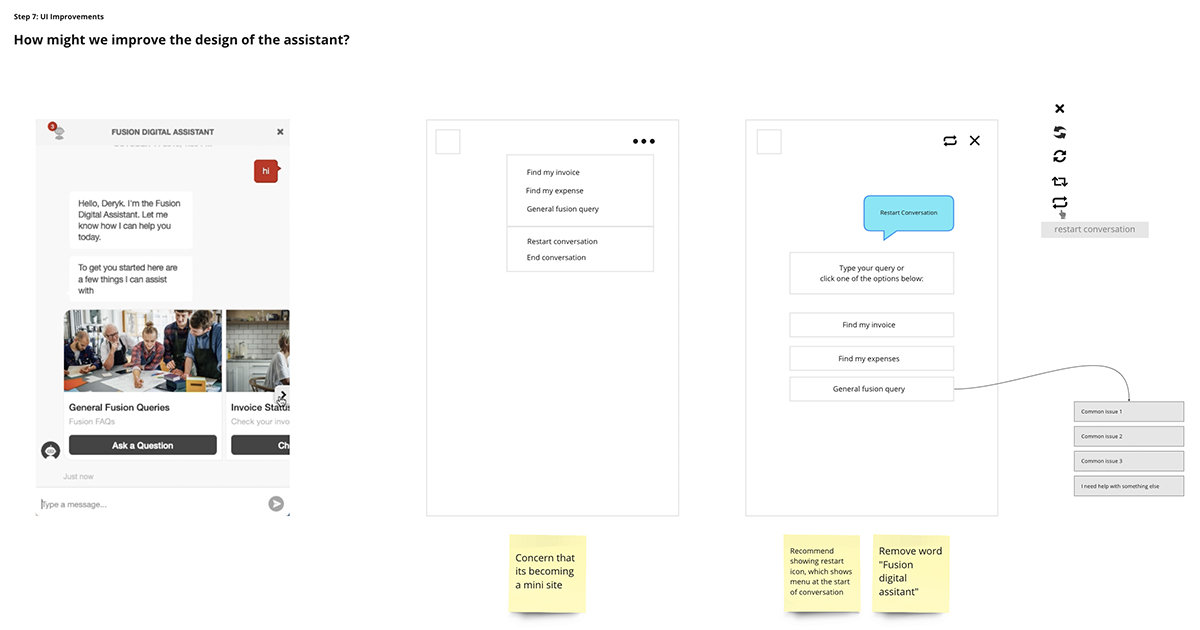 Step 7: UI Improvements
How might we improve the design of the assistant?
3
FUSION DIGITAL ASSISTANT
hi
Hello, Deryk. I'm the Fusion
Digital Assistant. Let me
know how I can help you
today.
To get you started here are
a few things I can assist
with
General Fusion Queries
Fusion FAQs
Ask a Question
Invoice Status
Check your invo
Ch
Just now
Type a message...
Find my invoice
Find my expense
General fusion query
Restart conversation
End conversation
Concern that
its becoming
a mini site
Restart Conversation
Type your query or
click one of the options below:
Find my invoice
Find my expenses
General fusion query
Recommend
showing restart
icon, which shows
menu at the start
of conversation
Remove word
"Fusion
digital
assitant"
restart conversation
Common issue 1
Common issue 2
Common issue 3
I need help with something else